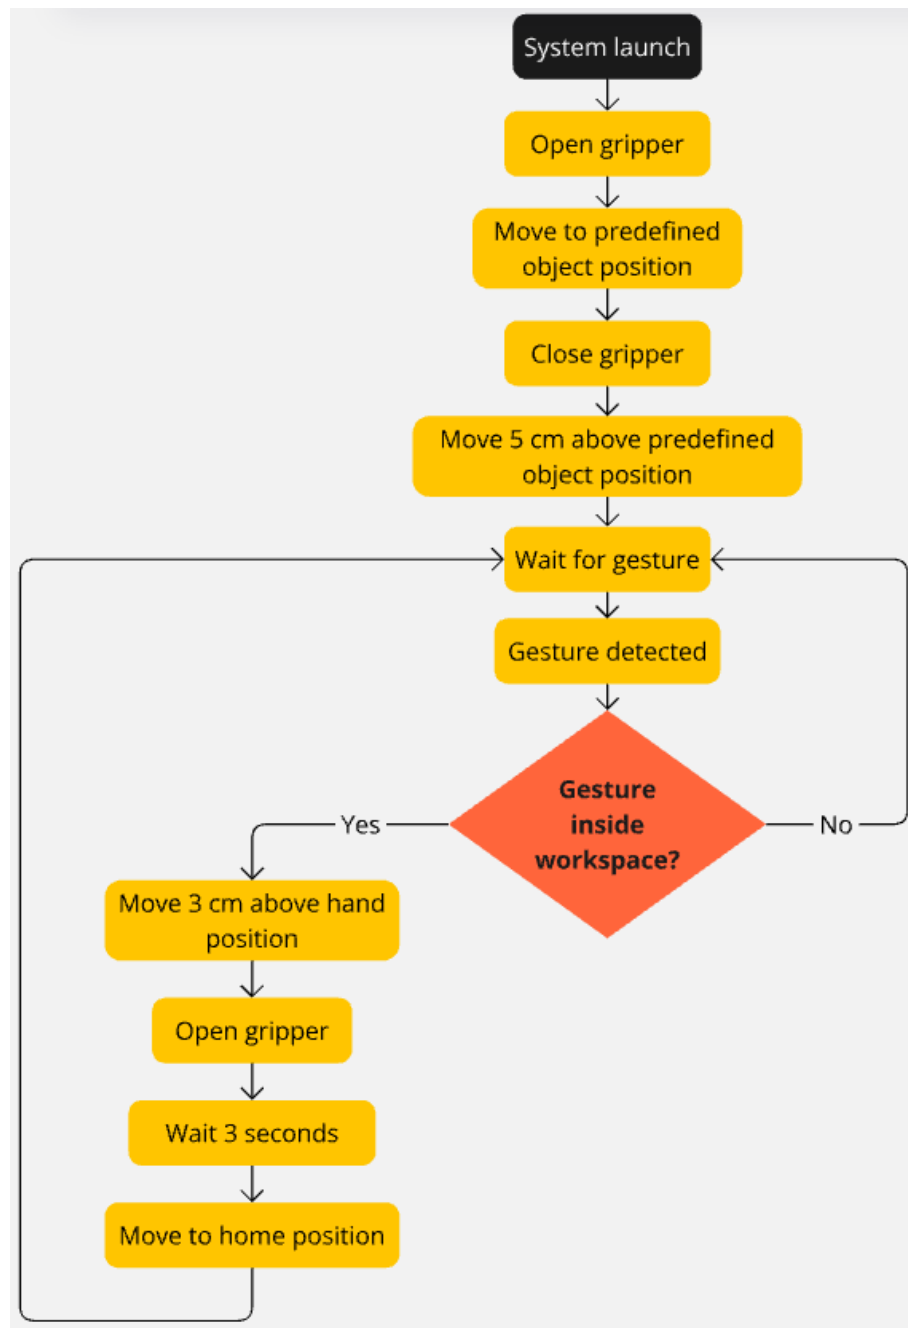 System launch
Open gripper
Move to predefined
object position
Close gripper
Move 5 cm above predefined
object position
Wait for gesture
Gesture detected
Gesture
inside
workspace?
Yes
No
Move 3 cm above hand
position
Open gripper
Wait 3 seconds
Move to home position